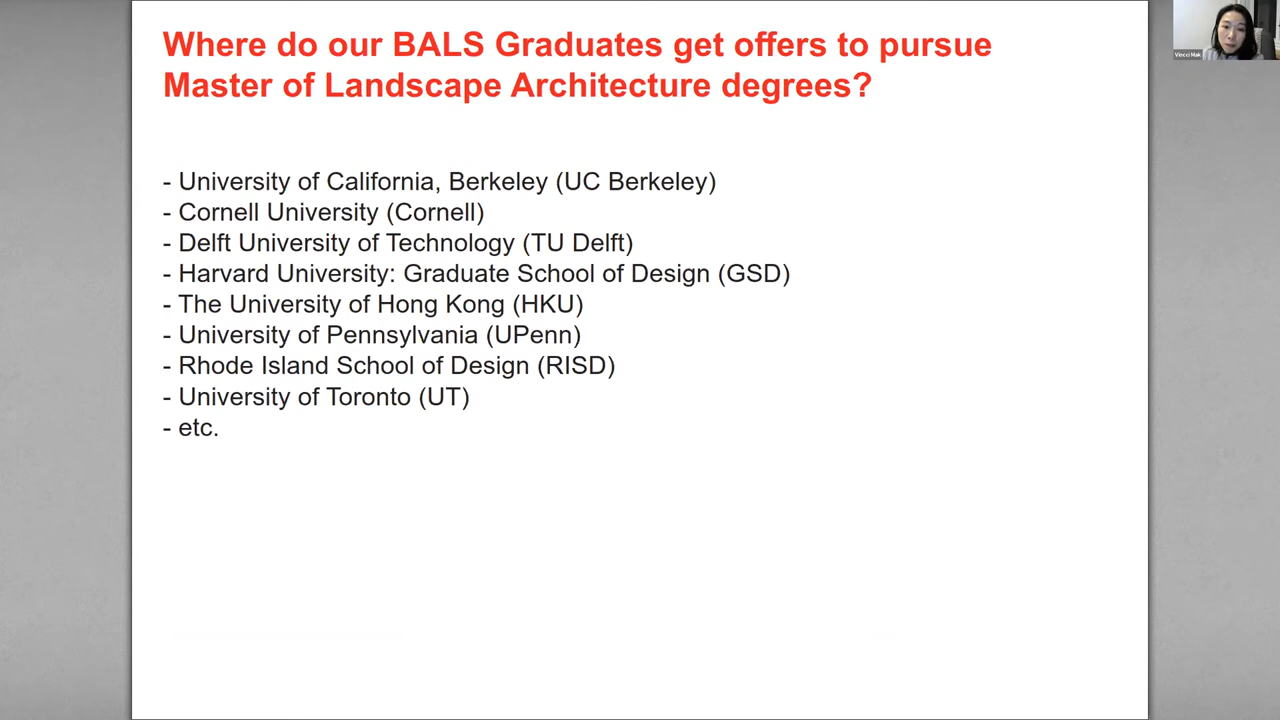 Where do our BALS Graduates get offers to pursue
Master of Landscape Architecture degrees?
- University of California, Berkeley (UC Berkeley)
- Cornell University (Cornell)
- Delft University of Technology (TU Delft)
- Harvard University: Graduate School of Design (GSD)
- The University of Hong Kong (HKU)
- University of Pennsylvania (UPenn)
- Rhode Island School of Design (RISD)
- University of Toronto (UT)
- etc.
Vincci Mak